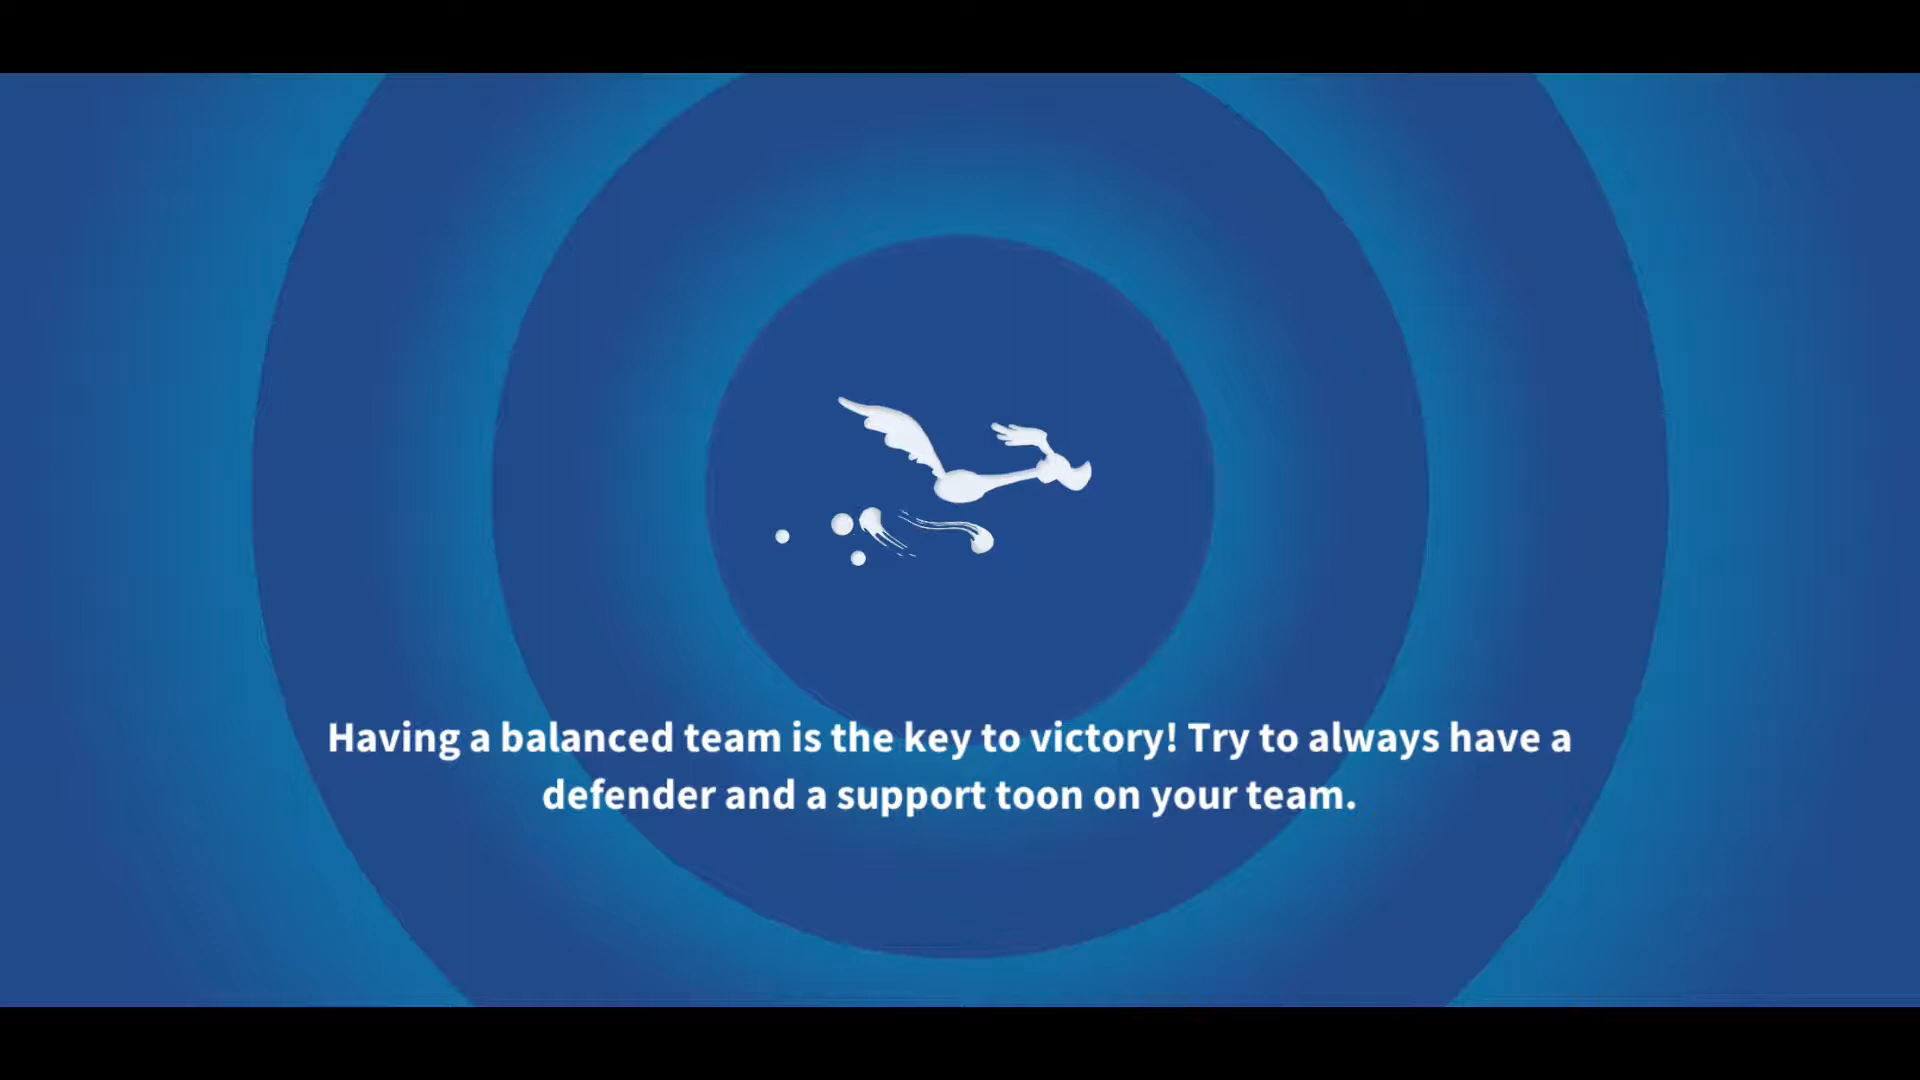 Having a balanced team is the key to victory! Try to always have a
defender and a support toon on your team.